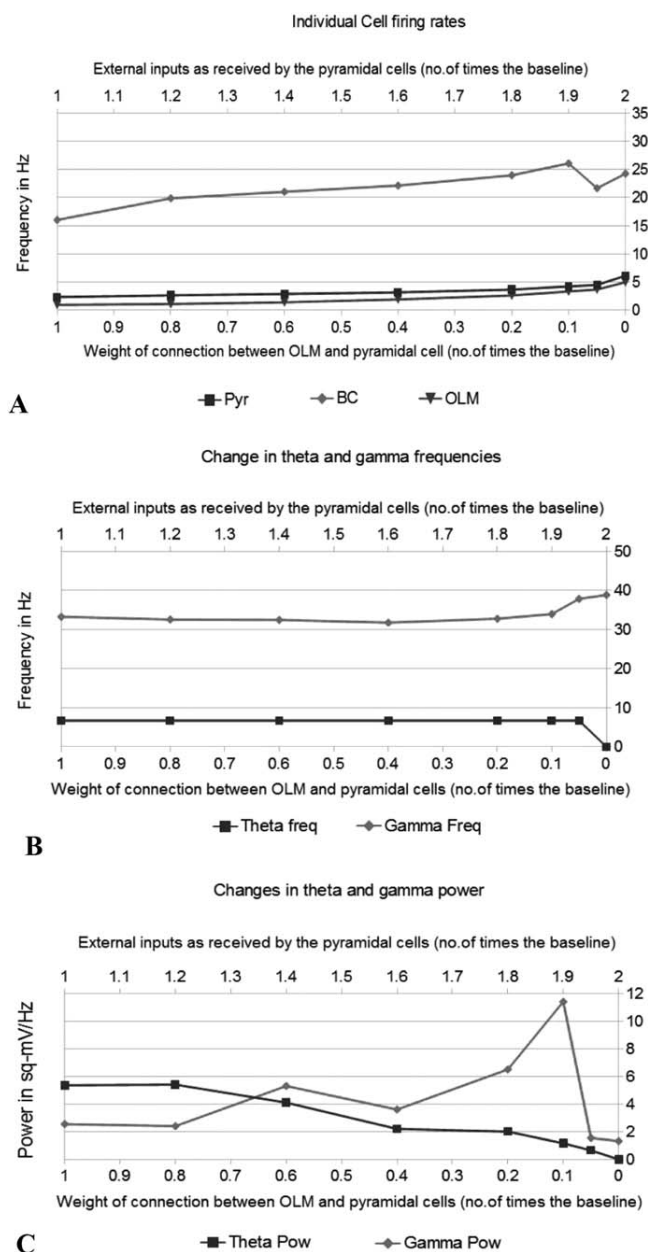 Individual Cell firing rates
External inputs as received by the pyramidal cells (no.of times the baseline)
1 1.1 1.2 1.3 1.4 1.5 1.6 1.7 1.8 1.9 2
35
30
25
20
15
10
5
0
Frequency in Hz
1 0.9 0.8 0.7 0.6 0.5 0.4 0.3 0.2 0.1 0
Weight of connection between OLM and pyramidal cell (no.of times the baseline)
A
Pyr BC OLM
Change in theta and gamma frequencies
External inputs as received by the pyramidal cells (no.of times the baseline)
1 1.1 1.2 1.3 1.4 1.5 1.6 1.7 1.8 1.9 2
50
40
30
20
10
0
Frequency in Hz
1 0.9 0.8 0.7 0.6 0.5 0.4 0.3 0.2 0.1 0
Weight of connection between OLM and pyramidal cells (no.of times the baseline)
Theta freq Gamma Freq
B
Changes in theta and gamma power
External inputs as received by the pyramidal cells (no.of times the baseline)
1 1.1 1.2 1.3 1.4 1.5 1.6 1.7 1.8 1.9 2
12
10
8
6
4
2
0
Power in sq-mV/Hz
1 0.9 0.8 0.7 0.6 0.5 0.4 0.3 0.2 0.1 0
Weight of connection between OLM and pyramidal cells (no.of times the baseline)
C
Theta Pow Gamma Pow